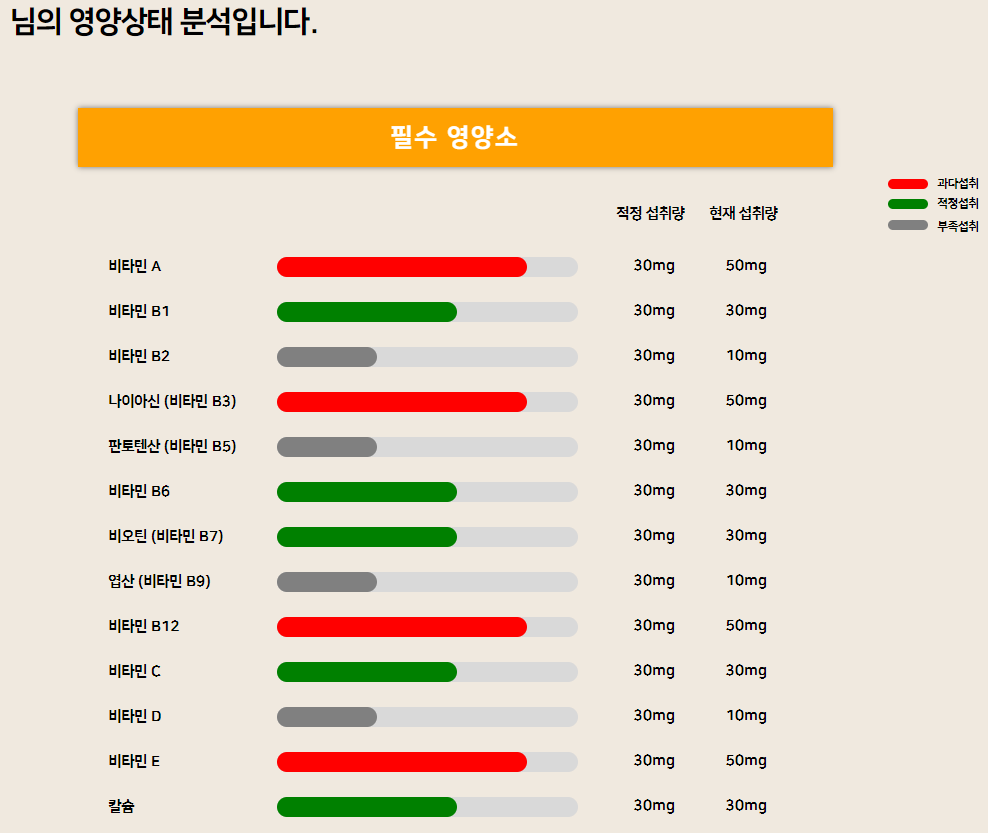 님의 영양상태 분석입니다.
필수 영양소
과다섭취
적정섭취
부족섭취
적정 섭취량 현재 섭취량
비타민 A 30mg 50mg
비타민 B1 30mg 30mg
비타민 B2 30mg 10mg
나이아신 (비타민 B3) 30mg 50mg
판토텐산 (비타민 B5) 30mg 10mg
비타민 B6 30mg 30mg
비오틴 (비타민 B7) 30mg 30mg
엽산 (비타민 B9) 30mg 10mg
비타민 B12 30mg 50mg
비타민 C 30mg 30mg
비타민 D 30mg 10mg
비타민 E 30mg 50mg
칼슘 30mg 30mg